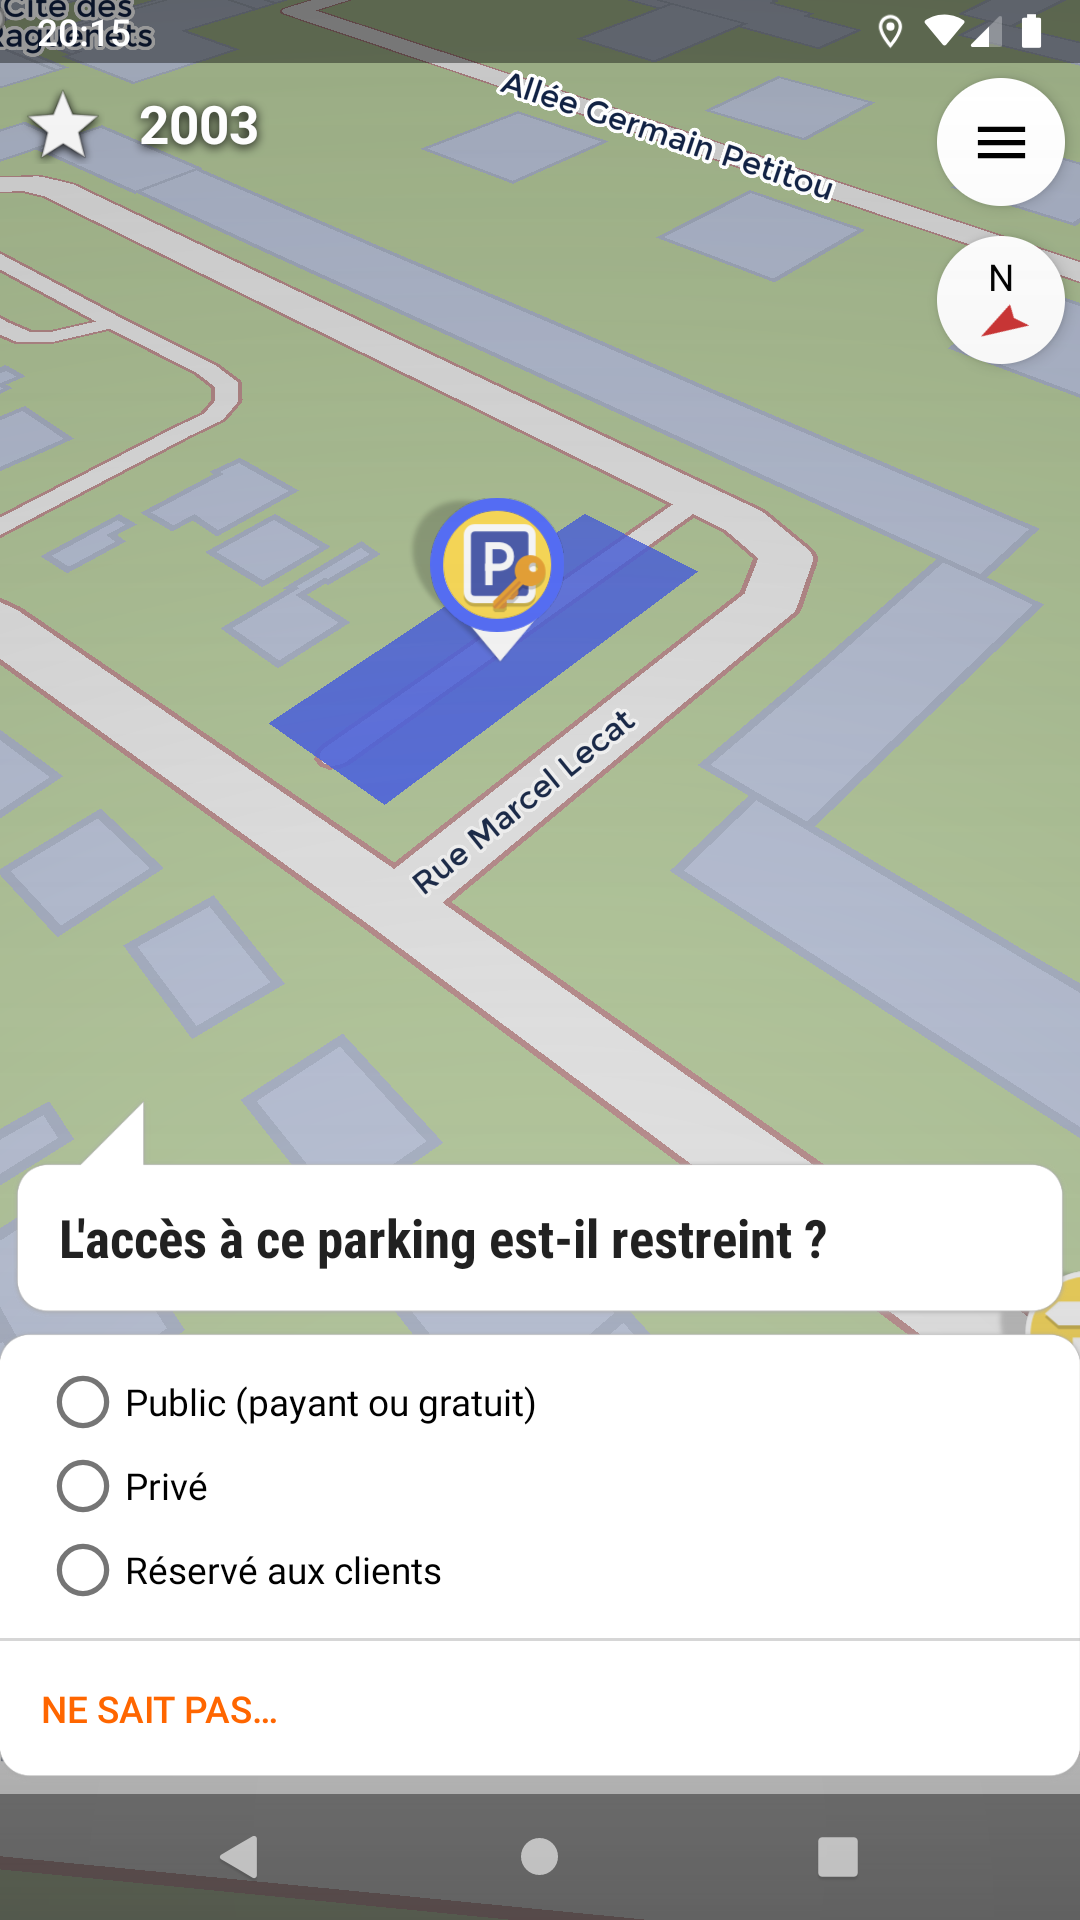 Cité des
Raguenets
20:15
2003
Allée Germain Petitou
N
P
Rue Marcel Lecat
L'accès à ce parking est-il restreint ?
Public (payant ou gratuit)
Privé
Réservé aux clients
NE SAIT PAS…